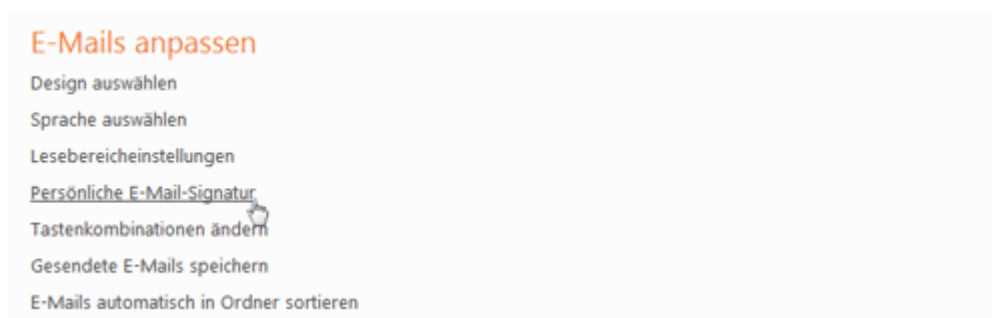 E-Mails anpassen
Design auswählen
Sprache auswählen
Lesebereicheinstellungen
Persönliche E-Mail-Signatur
Tastenkombinationen ändern
Gesendete E-Mails speichern
E-Mails automatisch in Ordner sortieren